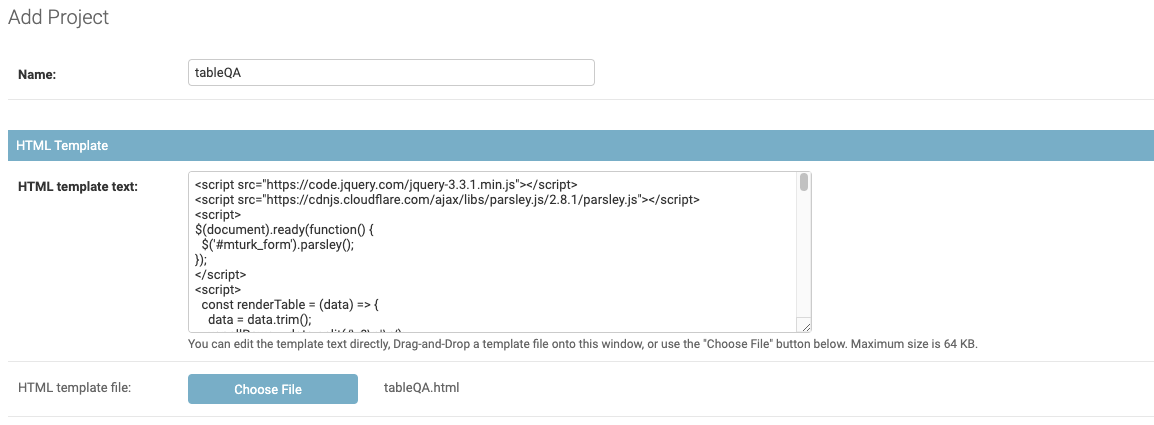 Add Project
Name:
tableQA
HTML Template
HTML template text:
<script src="https://code.jquery.com/jquery-3.3.1.min.js"></script>
<script src="https://cdnjs.cloudflare.com/ajax/libs/parsley.js/2.8.1/parsley.js"></script>
<script>
$(document).ready(function() {
  $('#mturk_form').parsley();
});
</script>
<script>
  const renderTable = (data) => {
    data = data.trim();
You can edit the template text directly, Drag-and-Drop a template file onto this window, or use the "Choose File" button below. Maximum size is 64 KB.
HTML template file:
Choose File
tableQA.html